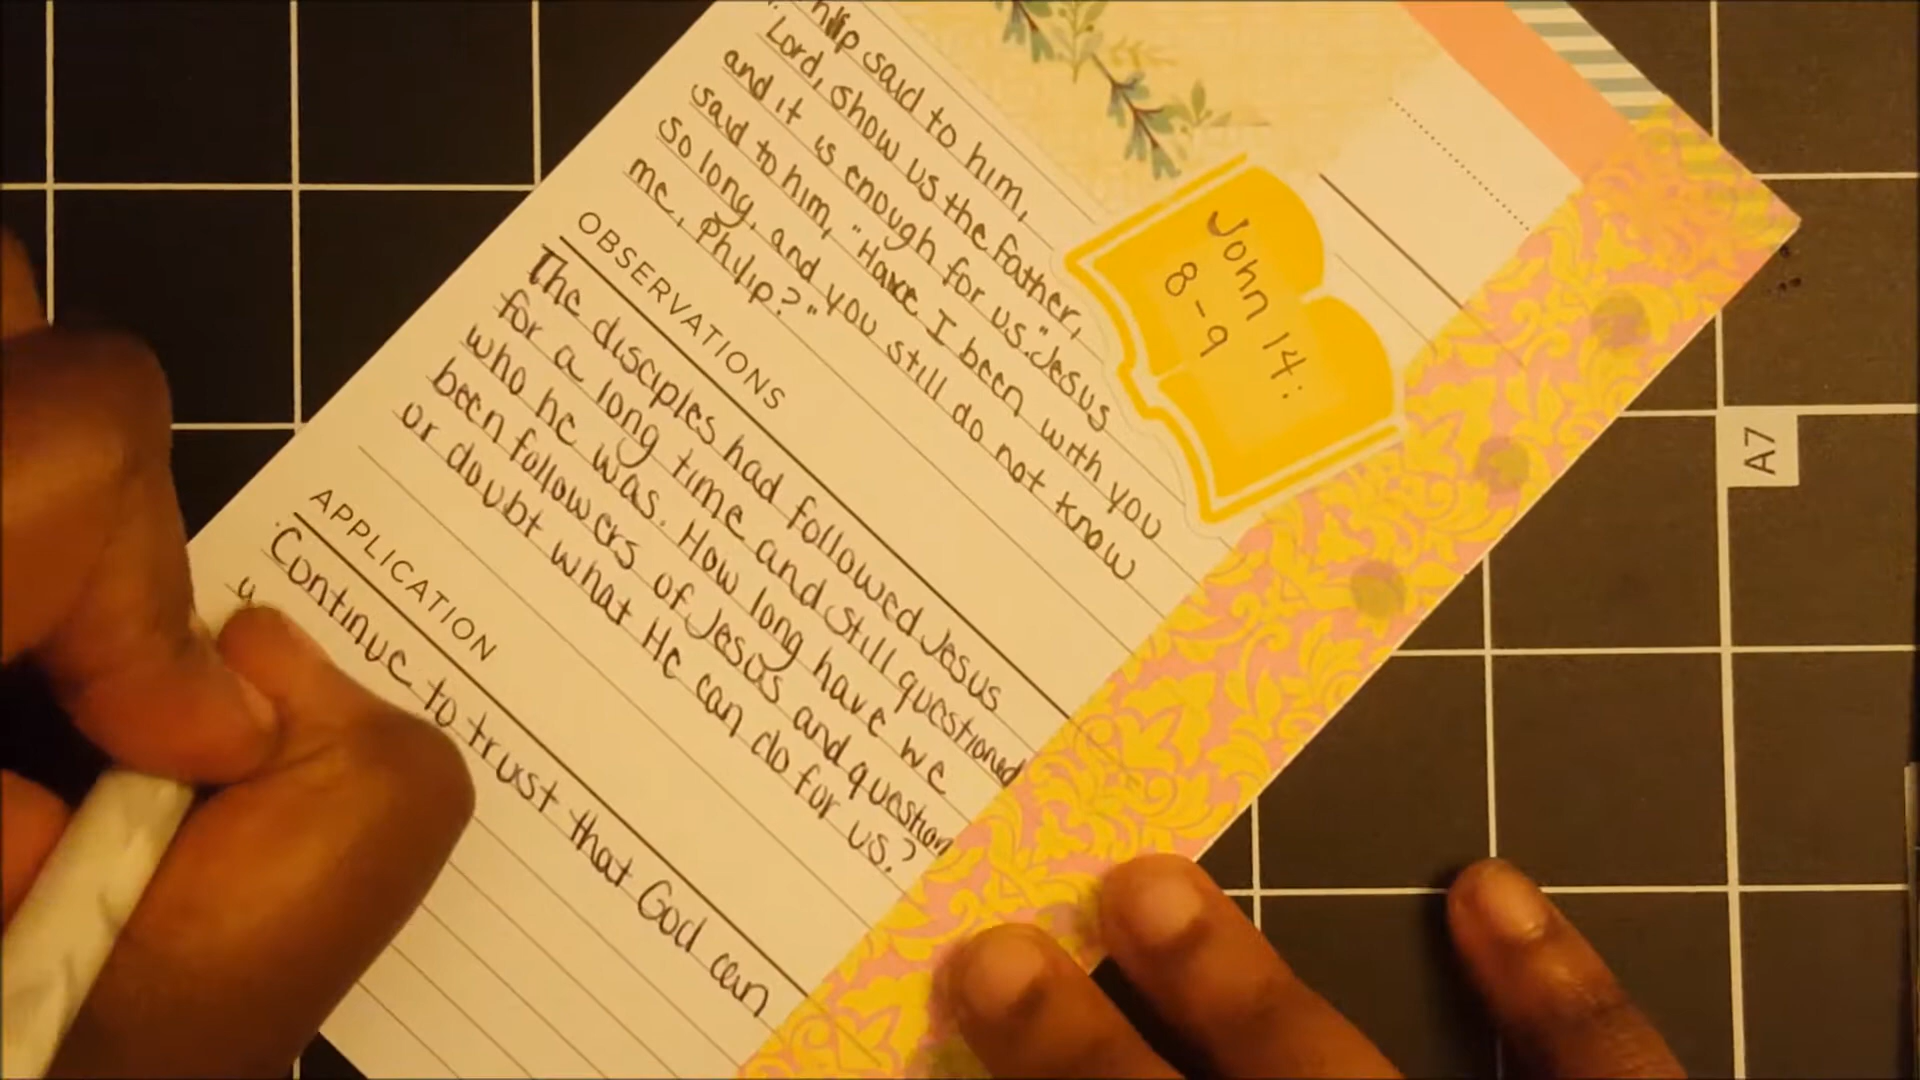 said to him,
"Lord, show us the Father,
and it is enough for us." Jesus
said to him, "Have I been with you
so long, and you still do not know
me, Philip?"
John 14:
8-9
OBSERVATIONS
The disciples had followed Jesus
for a long time and still questioned
who he was. How long have we
been followers of Jesus and question
or doubt what He can do for us?
APPLICATION
Continue to trust that God can
A7